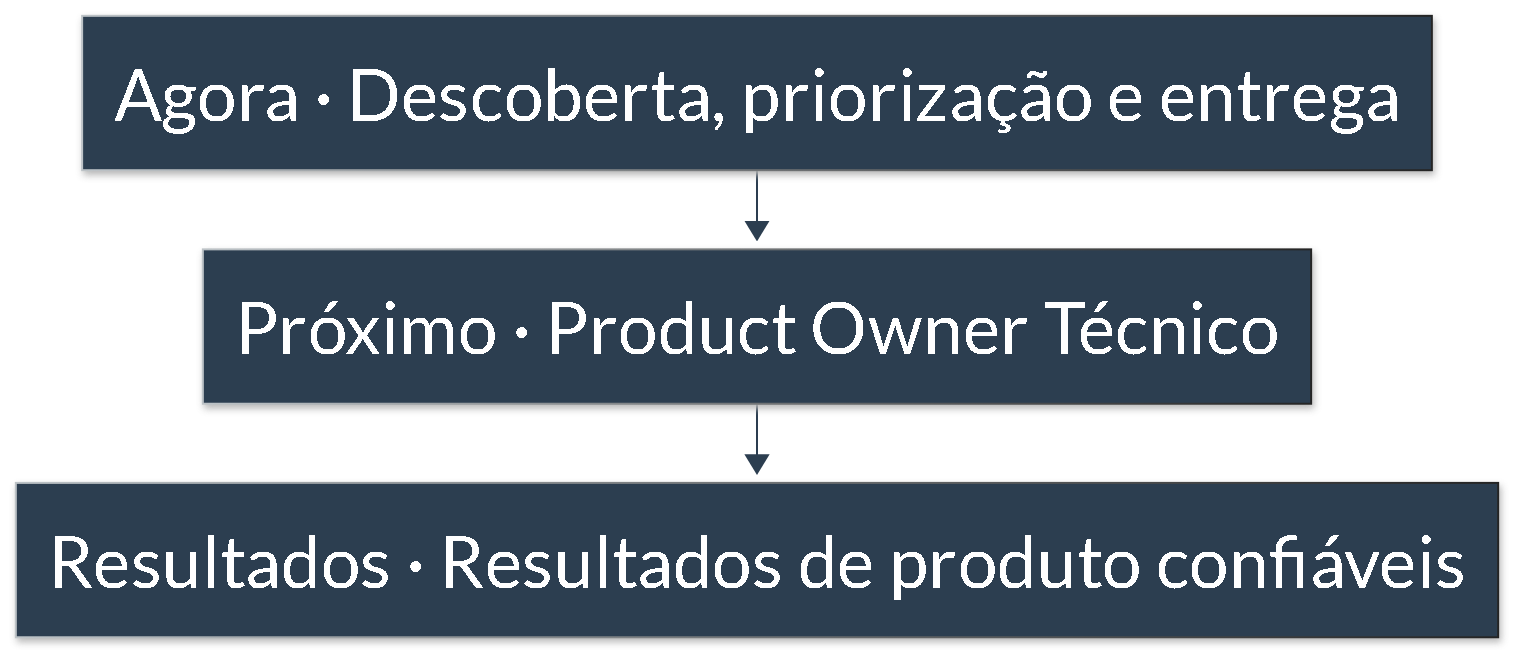 Agora · Descoberta, priorização e entrega
Próximo · Product Owner Técnico
Resultados · Resultados de produto confiáveis